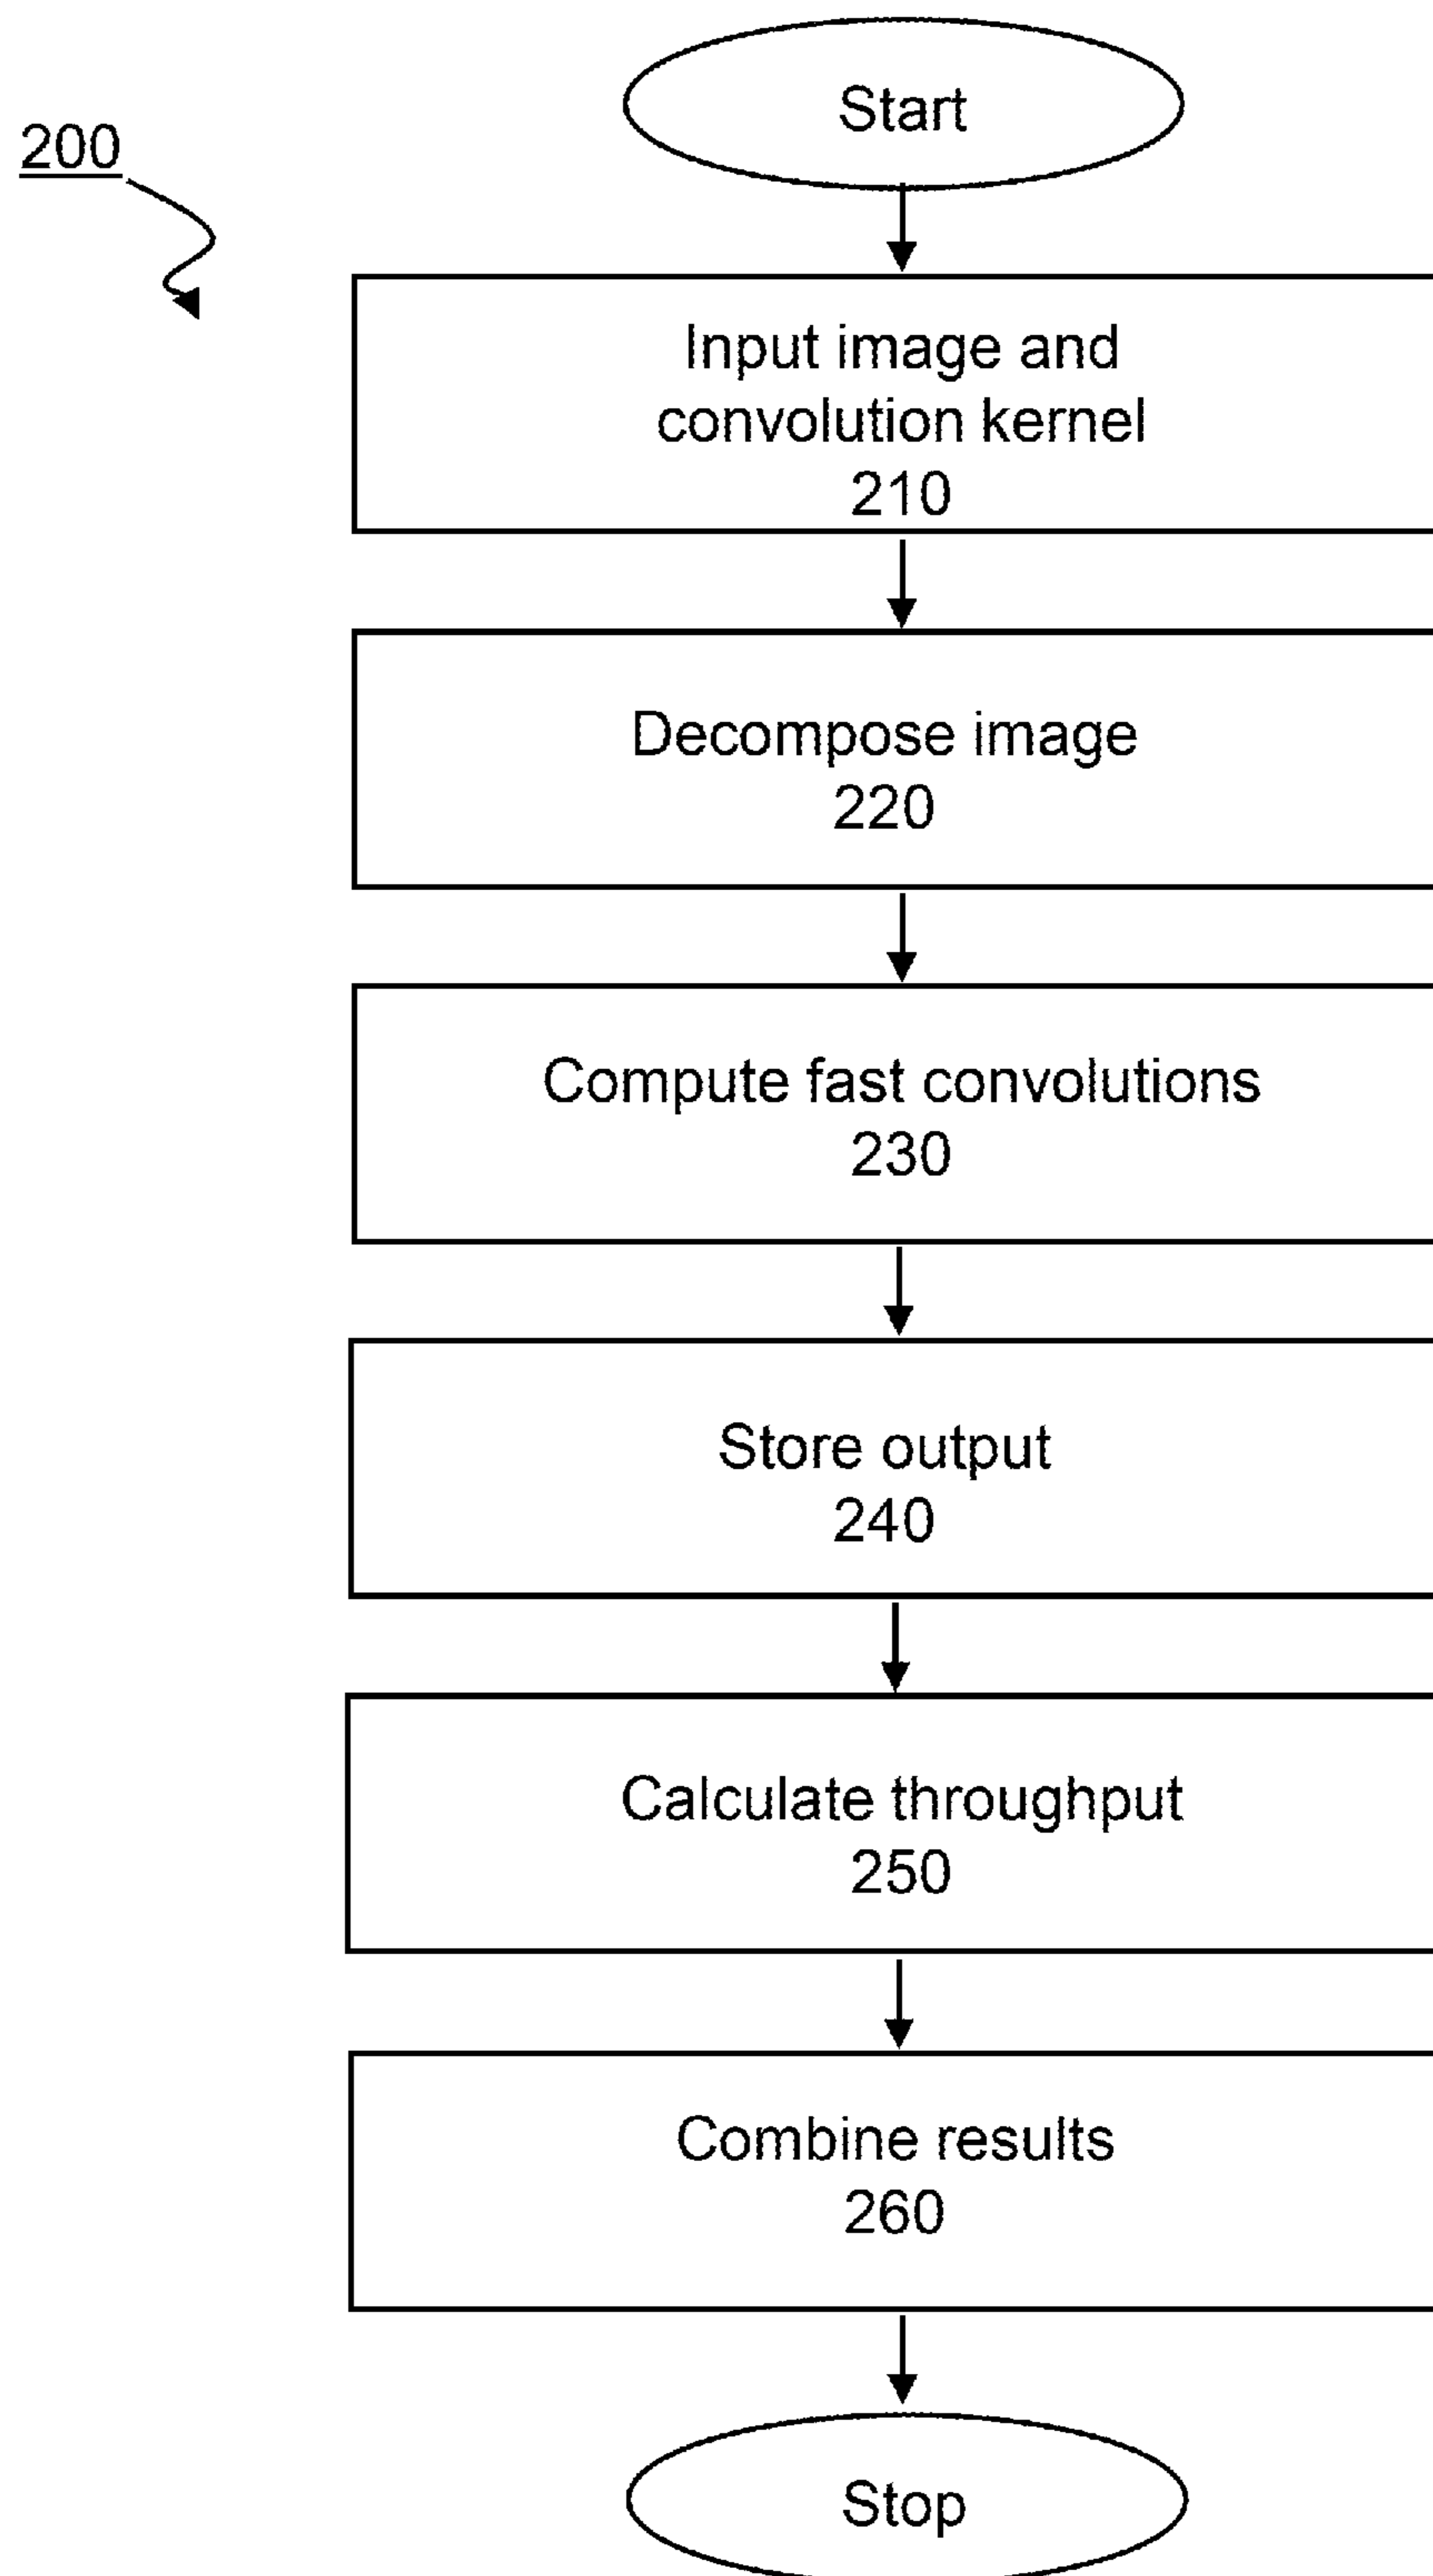 200
Start
Input image and
convolution kernel
210
Decompose image
220
Compute fast convolutions
230
Store output
240
Calculate throughput
250
Combine results
260
Stop